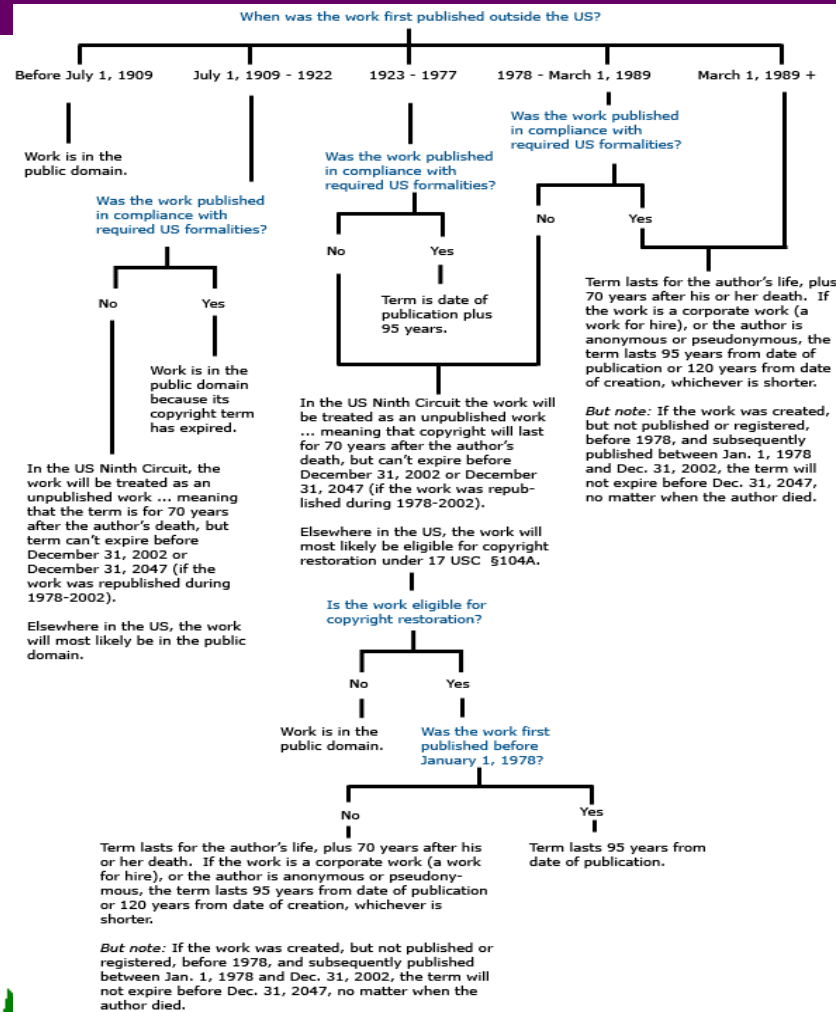 When was the work first published outside the US?
Before July 1, 1909
July 1, 1909 - 1922
1923 - 1977
1978 - March 1, 1989
March 1, 1989 +
Work is in the
public domain.
Was the work published
in compliance with
required US formalities?
No
Yes
Work is in the
public domain
because its
copyright term
has expired.
In the US Ninth Circuit, the
work will be treated as an
unpublished work ... meaning
that the term is for 70 years
after the author's death, but
term can't expire before
December 31, 2002 or
December 31, 2047 (if the
work was republished during
1978-2002).
Elsewhere in the US, the work
will most likely be in the public
domain.
Was the work published
in compliance with
required US formalities?
No
Yes
Term is date of
publication plus
95 years.
Was the work published
in compliance with
required US formalities?
No
Yes
Term lasts for the author's life, plus
70 years after his or her death.  If
the work is a corporate work (a
work for hire), or the author is
anonymous or pseudonymous, the
term lasts 95 years from date of
publication or 120 years from date
of creation, whichever is shorter.
But note: If the work was created,
but not published or registered,
before 1978, and subsequently
published between Jan. 1, 1978
and Dec. 31, 2002, the term will
not expire before Dec. 31, 2047,
no matter when the author died.
In the US Ninth Circuit the work will
be treated as an unpublished work
... meaning that copyright will last
for 70 years after the author's
death, but can't expire before
December 31, 2002 or December
31, 2047 (if the work was repub-
lished during 1978-2002).
Elsewhere in the US, the work will
most likely be eligible for copyright
restoration under 17 USC §104A.
Is the work eligible for
copyright restoration?
No
Yes
Work is in the
public domain.
Was the work first
published before
January 1, 1978?
No
Yes
Term lasts for the author's life, plus 70 years after his
or her death.  If the work is a corporate work (a work
for hire), or the author is anonymous or pseudony-
mous, the term lasts 95 years from date of publication
or 120 years from date of creation, whichever is
shorter.
But note: If the work was created, but not published or
registered, before 1978, and subsequently published
between Jan. 1, 1978 and Dec. 31, 2002, the term will
not expire before Dec. 31, 2047, no matter when the
author died.
Term lasts 95 years from
date of publication.